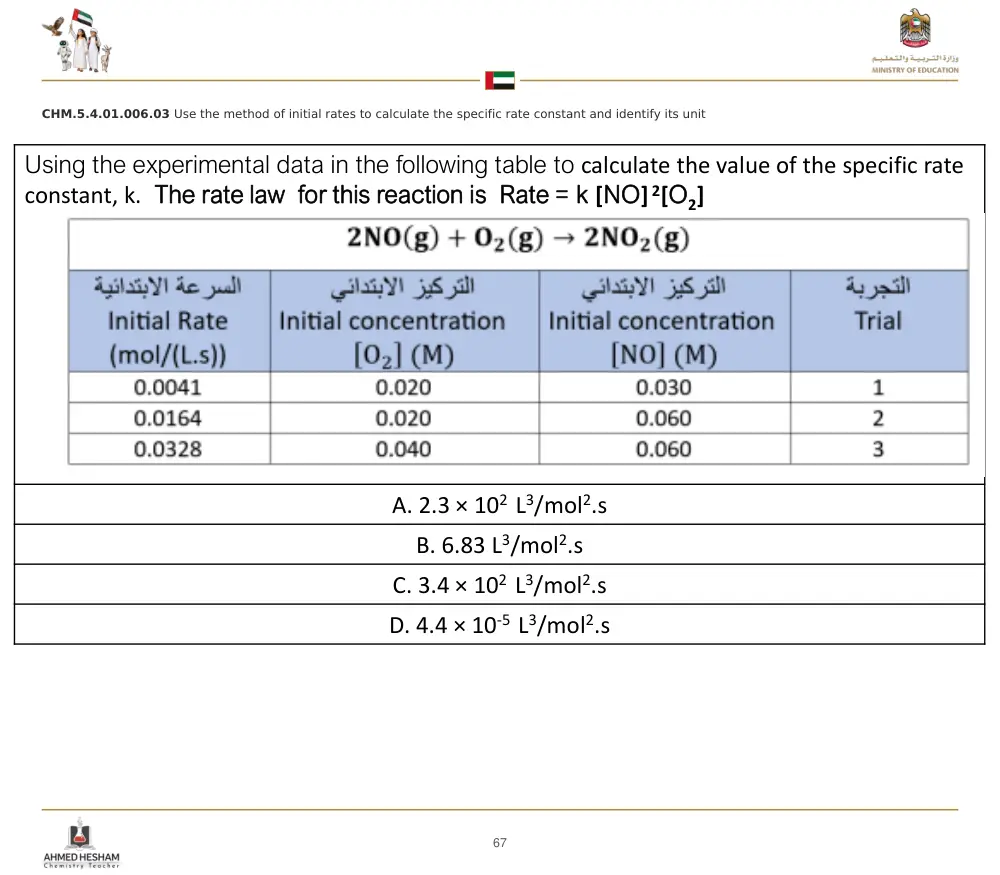 وزارة التربية والتعليم
MINISTRY OF EDUCATION
CHM.5.4.01.006.03 Use the method of initial rates to calculate the specific rate constant and identify its unit
Using the experimental data in the following table to calculate the value of the specific rate
constant, k. The rate law for this reaction is Rate = k [NO]²[O₂]
2NO(g) + O₂(g) → 2NO₂(g)
السرعة الابتدائية التركيز الابتدائي التركيز الابتدائي التجربة
Initial Rate Initial concentration Initial concentration Trial
(mol/(L.s)) [O₂] (M) [NO] (M)
0.0041 0.020 0.030 1
0.0164 0.020 0.060 2
0.0328 0.040 0.060 3
A. 2.3 × 10² L³/mol².s
B. 6.83 L³/mol².s
C. 3.4 × 10² L³/mol².s
D. 4.4 × 10⁻⁵ L³/mol².s
67
AHMED HESHAM
Chemistry Teacher